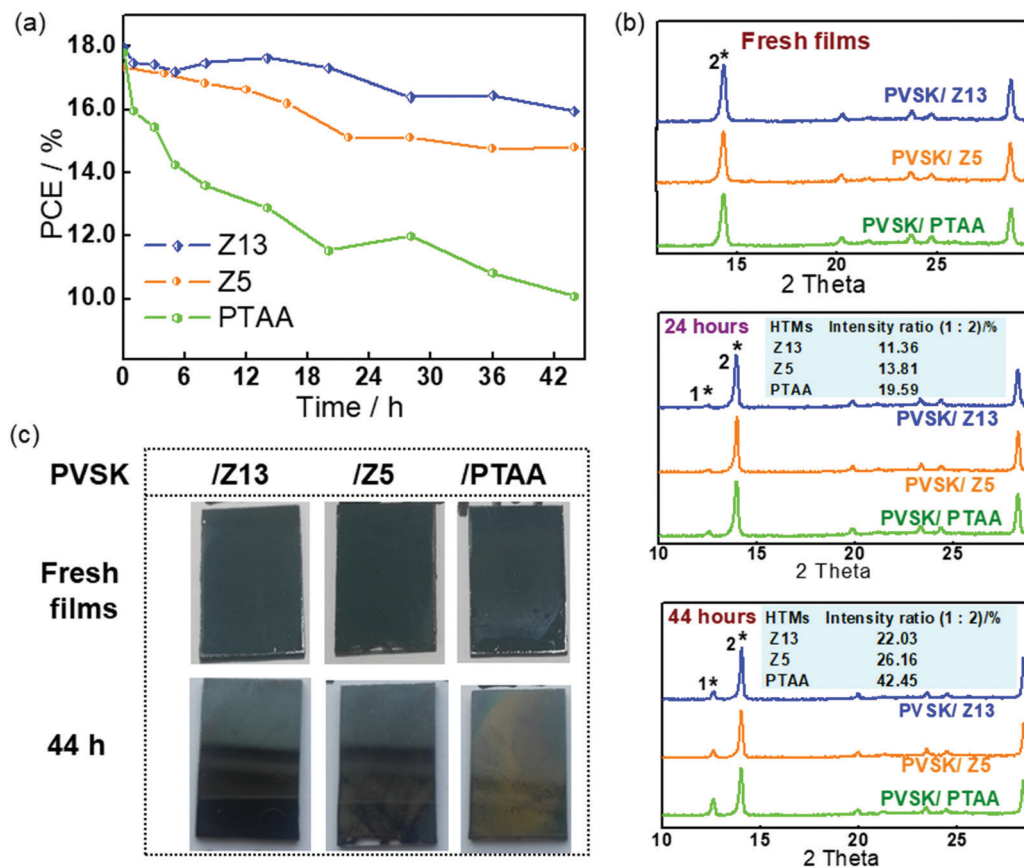 (a)
18.0
16.0
14.0
12.0
10.0
PCE / %
Z13
Z5
PTAA
0 6 12 18 24 30 36 42
Time / h
(b)
Fresh films
2*
PVSK/ Z13
PVSK/ Z5
PVSK/ PTAA
15 20 25
2 Theta
24 hours
HTMs Intensity ratio (1 : 2)/%
Z13 11.36
Z5 13.81
PTAA 19.59
2*
1*
PVSK/ Z13
PVSK/ Z5
PVSK/ PTAA
10 15 20 25
2 Theta
44 hours
HTMs Intensity ratio (1 : 2)/%
Z13 22.03
Z5 26.16
PTAA 42.45
2*
1*
PVSK/ Z13
PVSK/ Z5
PVSK/ PTAA
10 15 20 25
2 Theta
(c)
PVSK /Z13 /Z5 /PTAA
Fresh
films
44 h